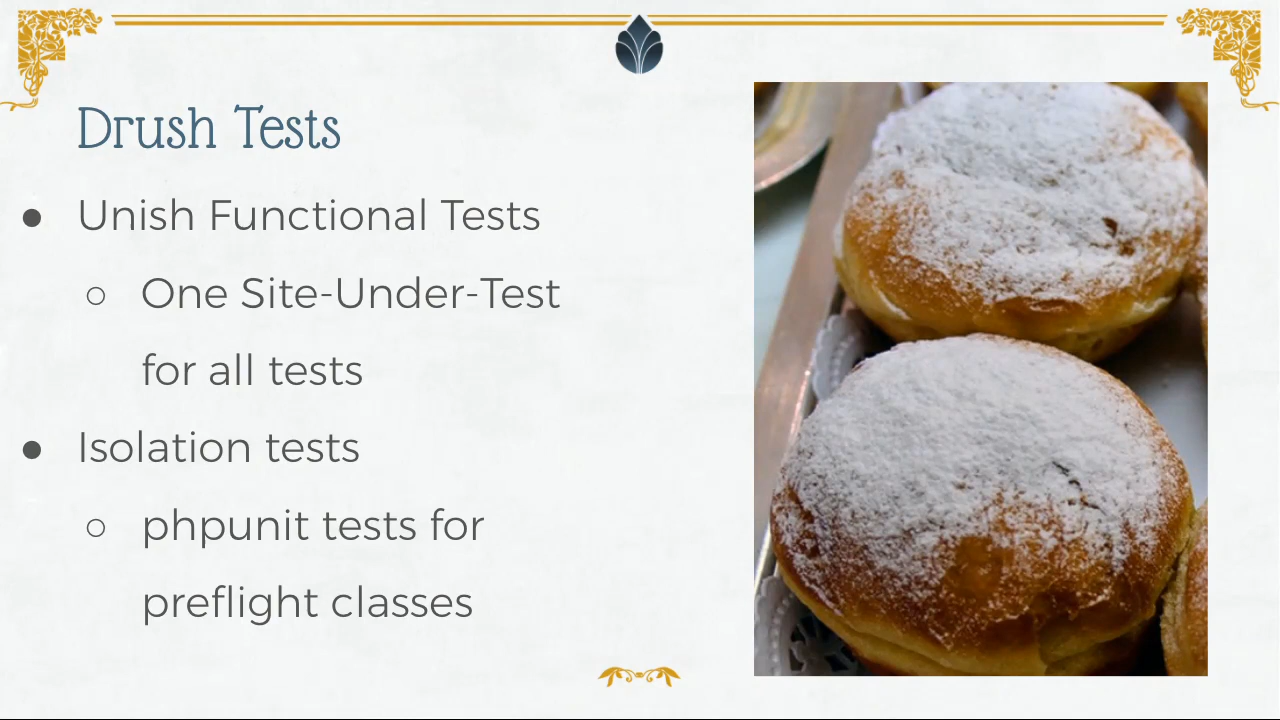 Drush Tests
● Unish Functional Tests
○ One Site-Under-Test
for all tests
● Isolation tests
○ phpunit tests for
preflight classes